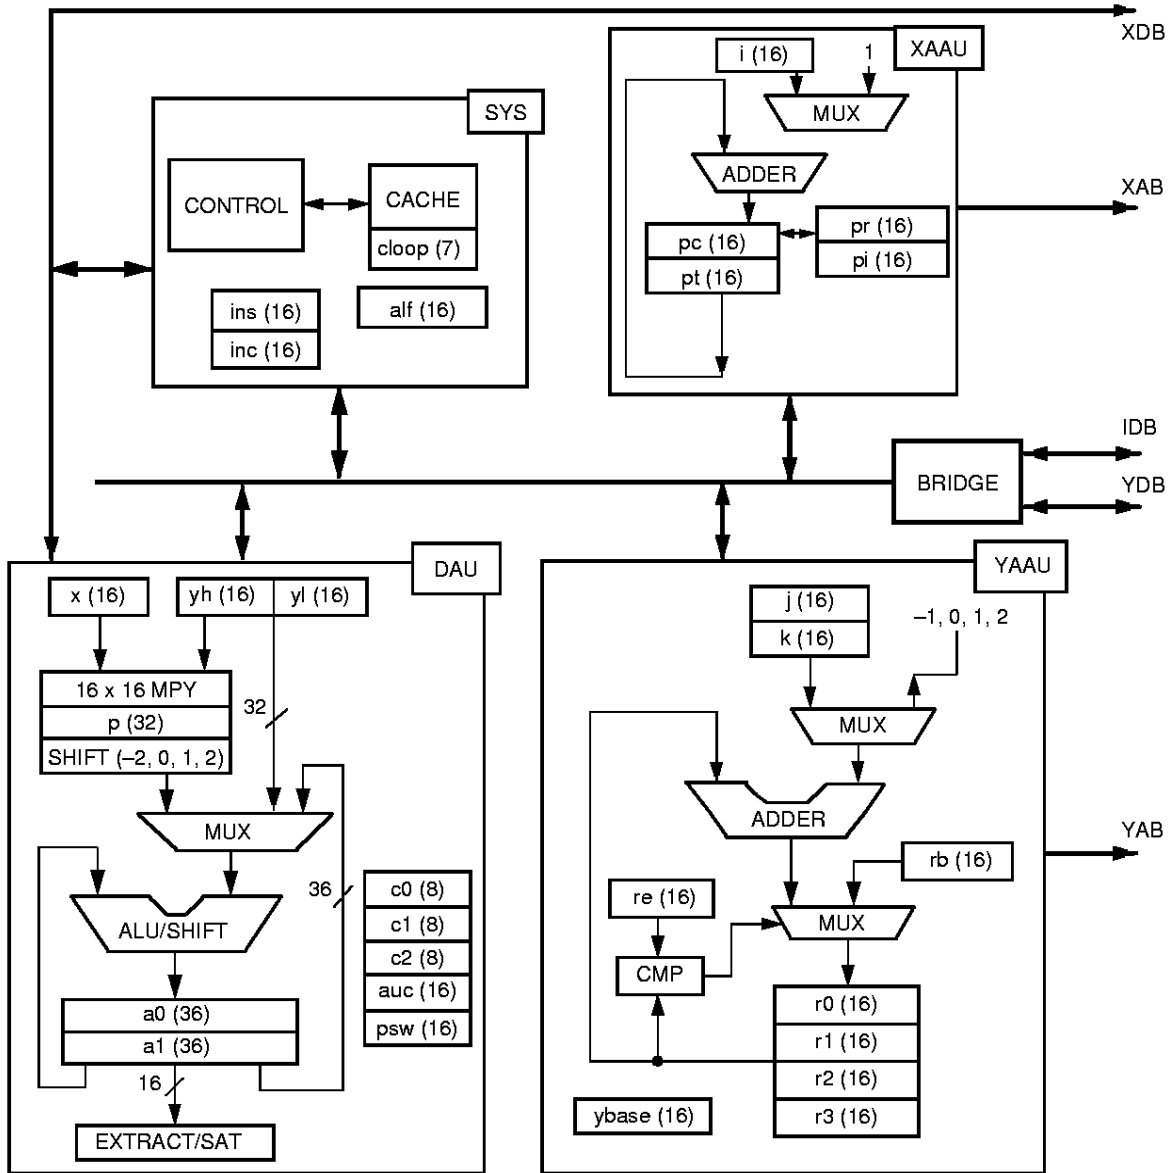 XDB
XAAU
i (16)
1
MUX
SYS
ADDER
CONTROL
CACHE
cloop (7)
XAB
pr (16)
pc (16)
pi (16)
pt (16)
ins (16)
alf (16)
inc (16)
IDB
BRIDGE
YDB
DAU
x (16)
yh (16)
yl (16)
16 x 16 MPY
p (32)
SHIFT (–2, 0, 1, 2)
32
MUX
ALU/SHIFT
36
c0 (8)
c1 (8)
c2 (8)
auc (16)
psw (16)
a0 (36)
a1 (36)
16
EXTRACT/SAT
YAAU
j (16)
k (16)
–1, 0, 1, 2
MUX
ADDER
YAB
rb (16)
re (16)
MUX
CMP
r0 (16)
r1 (16)
r2 (16)
r3 (16)
ybase (16)